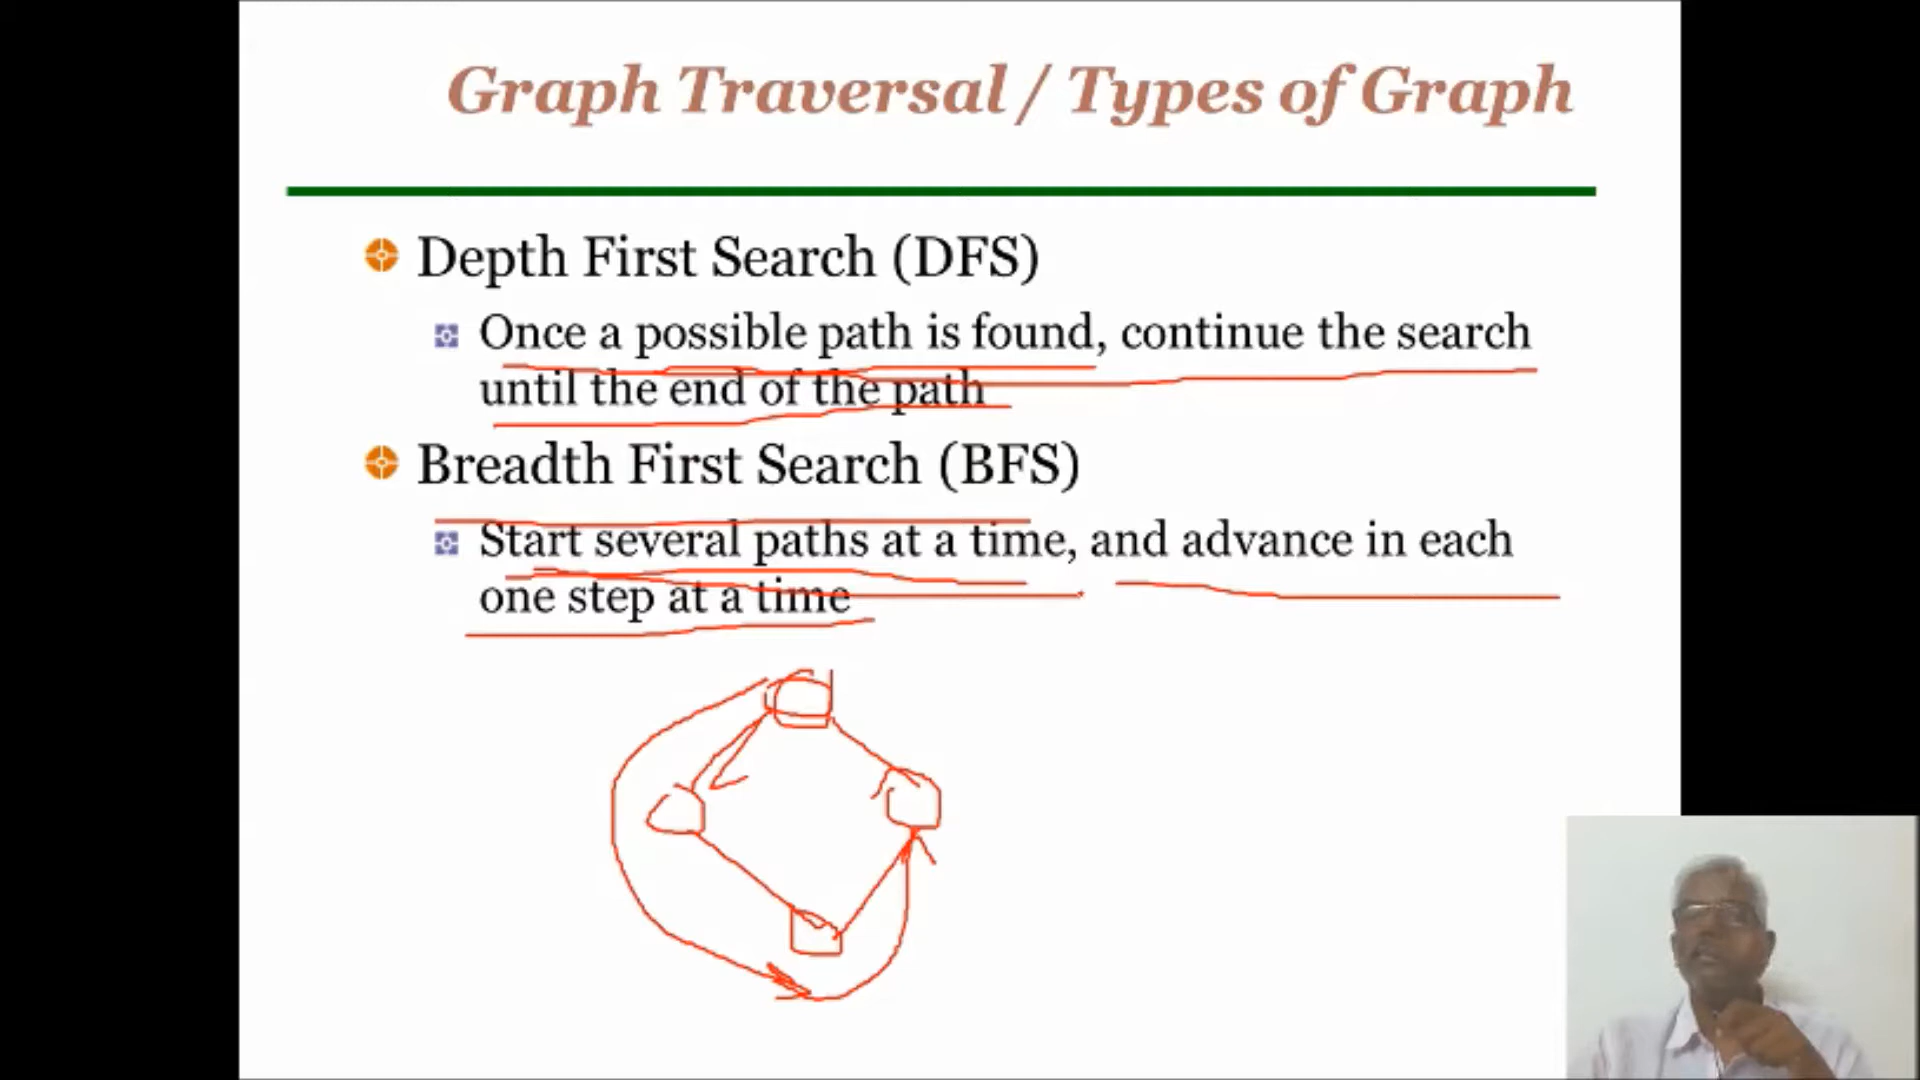 Graph Traversal / Types of Graph
Depth First Search (DFS)
Once a possible path is found, continue the search
until the end of the path
Breadth First Search (BFS)
Start several paths at a time, and advance in each
one step at a time